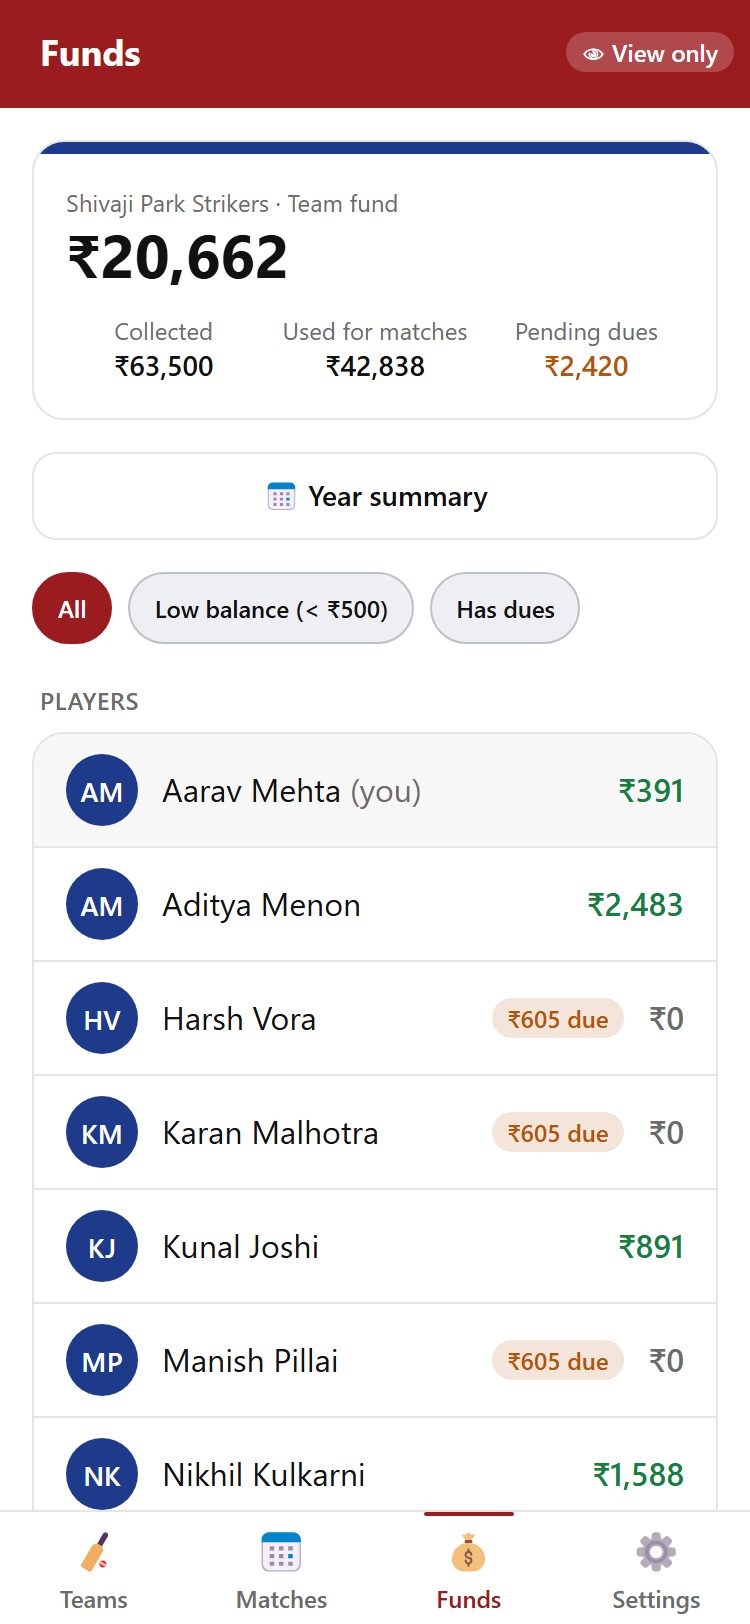 Funds
View only
Shivaji Park Strikers · Team fund
₹20,662
Collected Used for matches Pending dues
₹63,500 ₹42,838 ₹2,420
Year summary
All Low balance (< ₹500) Has dues
PLAYERS
AM Aarav Mehta (you) ₹391
AM Aditya Menon ₹2,483
HV Harsh Vora ₹605 due ₹0
KM Karan Malhotra ₹605 due ₹0
KJ Kunal Joshi ₹891
MP Manish Pillai ₹605 due ₹0
NK Nikhil Kulkarni ₹1,588
Teams Matches Funds Settings